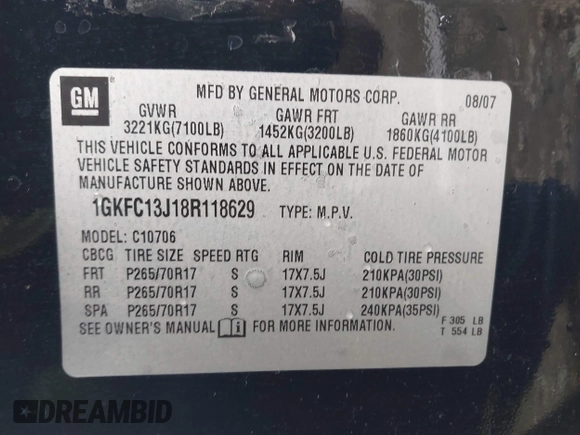 GM
MFD BY GENERAL MOTORS CORP. 08/07
GVWR GAWR FRT GAWR RR
3221KG(7100LB) 1452KG(3200LB) 1860KG(4100LB)
THIS VEHICLE CONFORMS TO ALL APPLICABLE U.S. FEDERAL MOTOR
VEHICLE SAFETY STANDARDS IN EFFECT ON THE DATE OF
MANUFACTURE SHOWN ABOVE.
1GKFC13J18R118629 TYPE: M.P.V.
MODEL: C10706
CBCG TIRE SIZE SPEED RTG RIM COLD TIRE PRESSURE
FRT P265/70R17 S 17X7.5J 210KPA(30PSI)
RR P265/70R17 S 17X7.5J 210KPA(30PSI)
SPA P265/70R17 S 17X7.5J 240KPA(35PSI)
SEE OWNER'S MANUAL FOR MORE INFORMATION.
F 305 LB
T 554 LB
DREAMBID